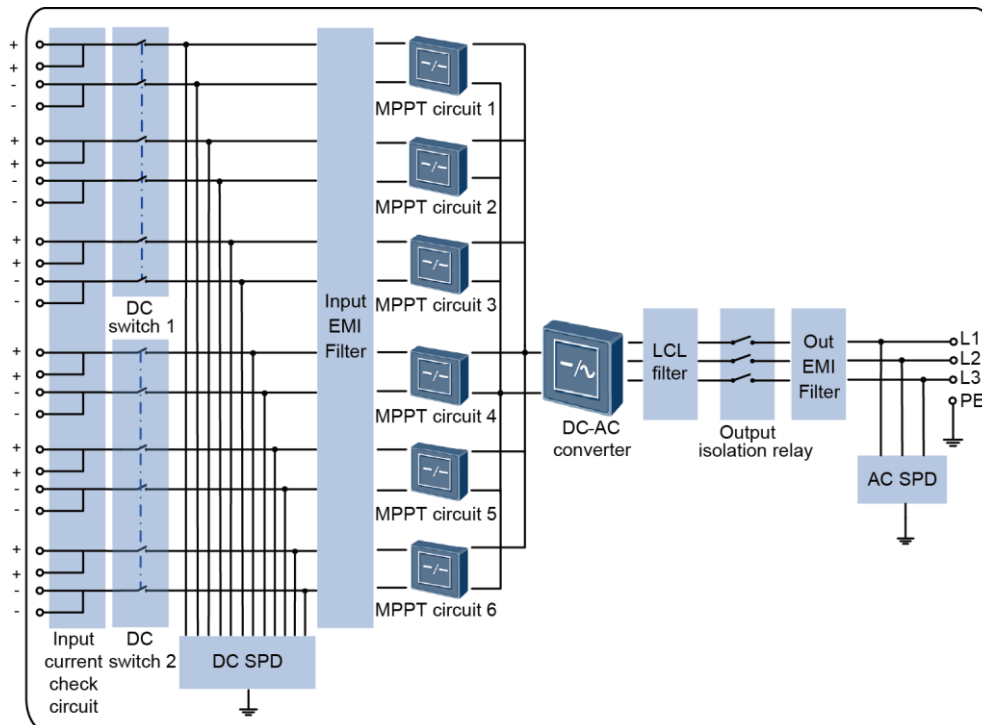 +
+
-
-
MPPT circuit 1
+
+
-
-
MPPT circuit 2
+
+
-
-
MPPT circuit 3
DC
switch 1
Input
EMI
Filter
+
+
-
-
MPPT circuit 4
DC-AC
converter
LCL
filter
Output
isolation relay
Out
EMI
Filter
L1
L2
L3
PE
AC SPD
+
+
-
-
MPPT circuit 5
+
+
-
-
MPPT circuit 6
Input
current
check
circuit
DC
switch 2
DC SPD